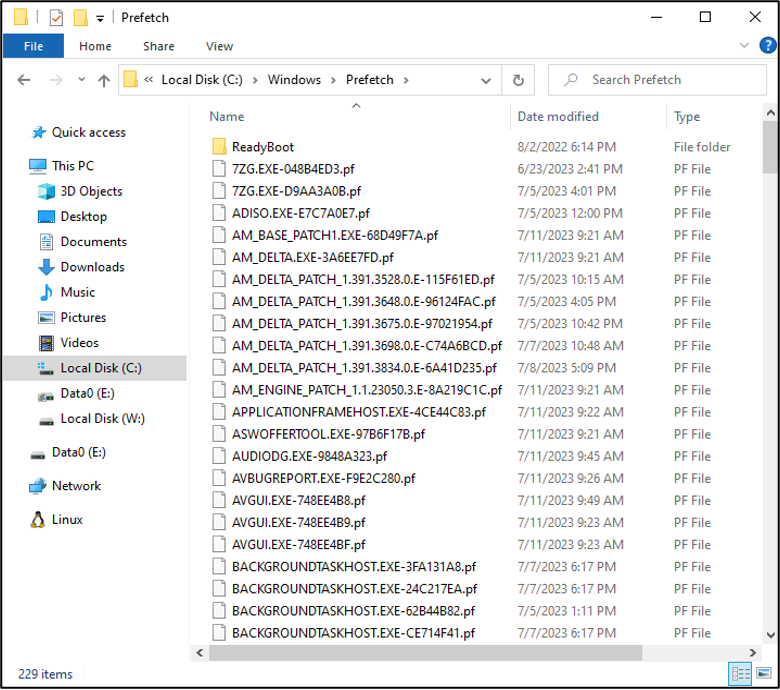 Prefetch
File Home Share View
« Local Disk (C:) > Windows > Prefetch > Search Prefetch
Name Date modified Type
Quick access
This PC
3D Objects
Desktop
Documents
Downloads
Music
Pictures
Videos
Local Disk (C:)
Data0 (E:)
Local Disk (W:)
Data0 (E:)
Network
Linux
ReadyBoot 8/2/2022 6:14 PM File folder
7ZG.EXE-048B4ED3.pf 6/23/2023 2:41 PM PF File
7ZG.EXE-D9AA3A0B.pf 7/5/2023 4:01 PM PF File
ADISO.EXE-E7C7A0E7.pf 7/5/2023 12:00 PM PF File
AM_BASE_PATCH1.EXE-68D49F7A.pf 7/11/2023 9:21 AM PF File
AM_DELTA.EXE-3A6EE7FD.pf 7/11/2023 9:21 AM PF File
AM_DELTA_PATCH_1.391.3528.0.E-115F61ED.pf 7/5/2023 10:15 AM PF File
AM_DELTA_PATCH_1.391.3648.0.E-96124FAC.pf 7/5/2023 4:05 PM PF File
AM_DELTA_PATCH_1.391.3675.0.E-97021954.pf 7/5/2023 10:42 PM PF File
AM_DELTA_PATCH_1.391.3698.0.E-C74A6BCD.pf 7/7/2023 10:48 AM PF File
AM_DELTA_PATCH_1.391.3834.0.E-6A41D235.pf 7/8/2023 5:09 PM PF File
AM_ENGINE_PATCH_1.1.23050.3.E-8A219C1C.pf 7/11/2023 9:21 AM PF File
APPLICATIONFRAMEHOST.EXE-4CE44C83.pf 7/11/2023 9:22 AM PF File
ASWOFFERTOOL.EXE-97B6F17B.pf 7/11/2023 9:21 AM PF File
AUDIODG.EXE-9848A323.pf 7/11/2023 9:45 AM PF File
AVBUGREPORT.EXE-F9E2C280.pf 7/11/2023 9:26 AM PF File
AVGUI.EXE-748EE4B8.pf 7/11/2023 9:49 AM PF File
AVGUI.EXE-748EE4B9.pf 7/11/2023 9:23 AM PF File
AVGUI.EXE-748EE4BF.pf 7/11/2023 9:23 AM PF File
BACKGROUNDTASKHOST.EXE-3FA131A8.pf 7/7/2023 6:17 PM PF File
BACKGROUNDTASKHOST.EXE-24C217EA.pf 7/7/2023 6:17 PM PF File
BACKGROUNDTASKHOST.EXE-62B44B82.pf 7/5/2023 1:11 PM PF File
BACKGROUNDTASKHOST.EXE-CE714F41.pf 7/7/2023 6:17 PM PF File
229 items